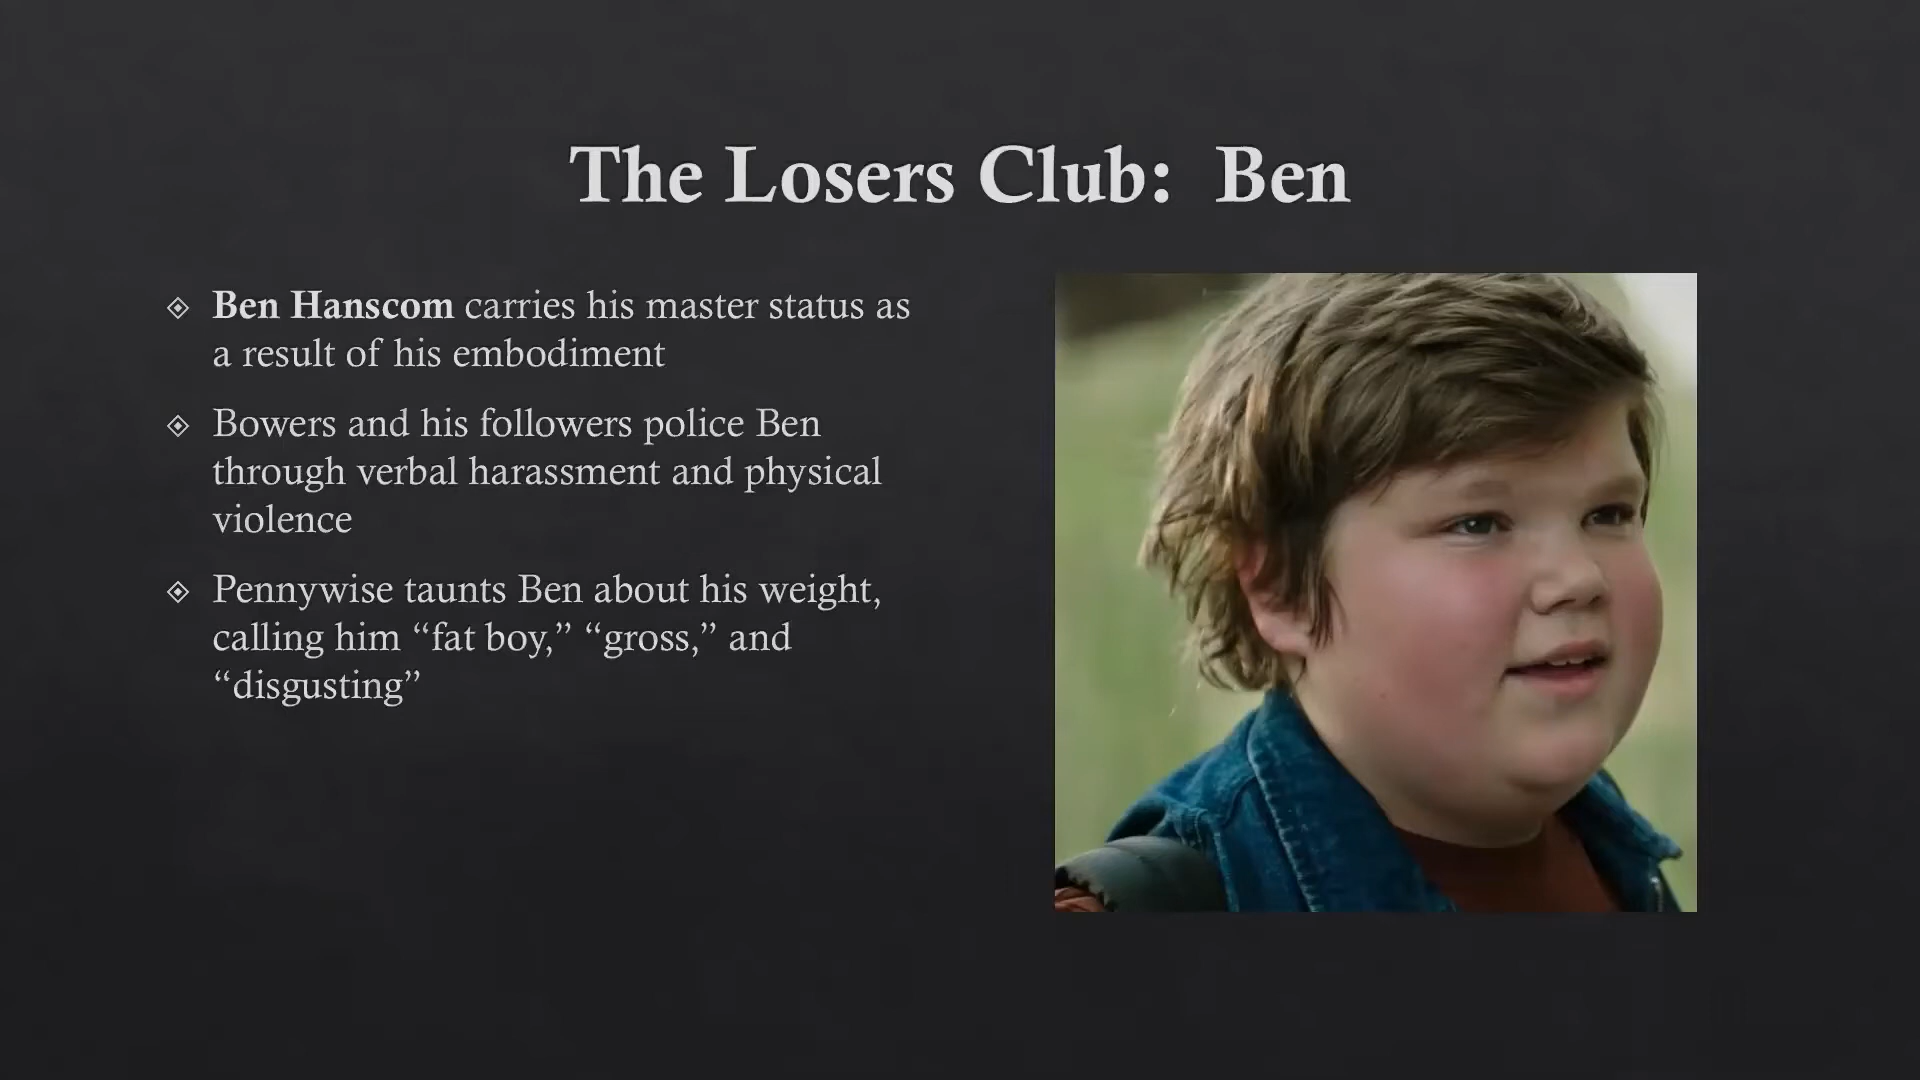 The Losers Club:  Ben
Ben Hanscom carries his master status as
a result of his embodiment
Bowers and his followers police Ben
through verbal harassment and physical
violence
Pennywise taunts Ben about his weight,
calling him “fat boy,” “gross,” and
“disgusting”